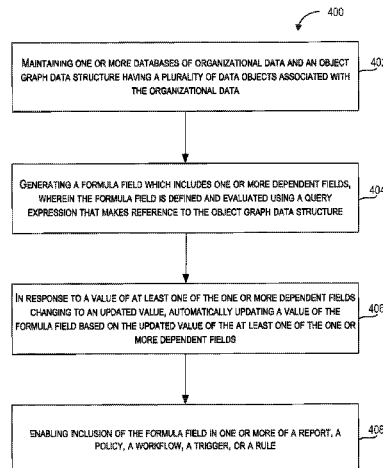 400
MAINTAINING ONE OR MORE DATABASES OF ORGANIZATIONAL DATA AND AN OBJECT
GRAPH DATA STRUCTURE HAVING A PLURALITY OF DATA OBJECTS ASSOCIATED WITH
THE ORGANIZATIONAL DATA
402
GENERATING A FORMULA FIELD WHICH INCLUDES ONE OR MORE DEPENDENT FIELDS,
WHEREIN THE FORMULA FIELD IS DEFINED AND EVALUATED USING A QUERY
EXPRESSION THAT MAKES REFERENCE TO THE OBJECT GRAPH DATA STRUCTURE
404
IN RESPONSE TO A VALUE OF AT LEAST ONE OF THE ONE OR MORE DEPENDENT FIELDS
CHANGING TO AN UPDATED VALUE, AUTOMATICALLY UPDATING A VALUE OF THE
FORMULA FIELD BASED ON THE UPDATED VALUE OF THE AT LEAST ONE OF THE ONE
OR MORE DEPENDENT FIELDS
406
ENABLING INCLUSION OF THE FORMULA FIELD IN ONE OR MORE OF A REPORT, A
POLICY, A WORKFLOW, A TRIGGER, OR A RULE
408